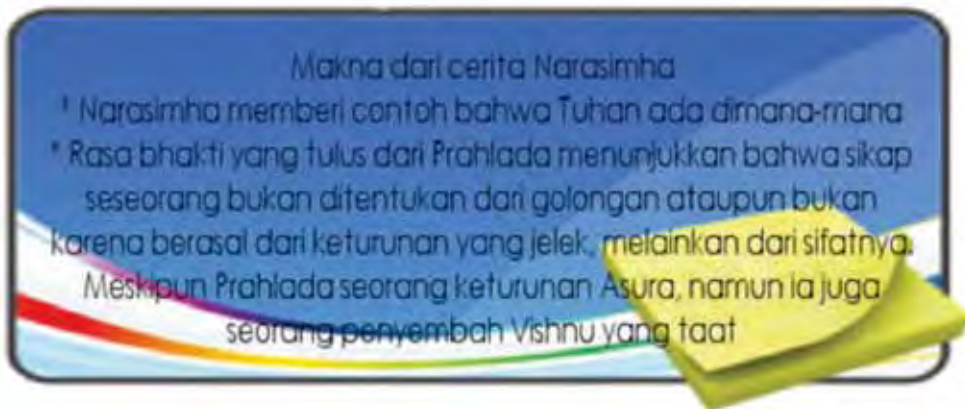 Makna dari cerita Narasimha
* Narasimha memberi contoh bahwa Tuhan ada dimana-mana
* Rasa bhakti yang tulus dari Prahlada menunjukkan bahwa sikap
seseorang bukan ditentukan dari golongan ataupun bukan
karena berasal dari keturunan yang jelek, melainkan dari sifatnya.
Meskipun Prahlada seorang keturunan Asura, namun ia juga
seorang penyembah Vishnu yang taat